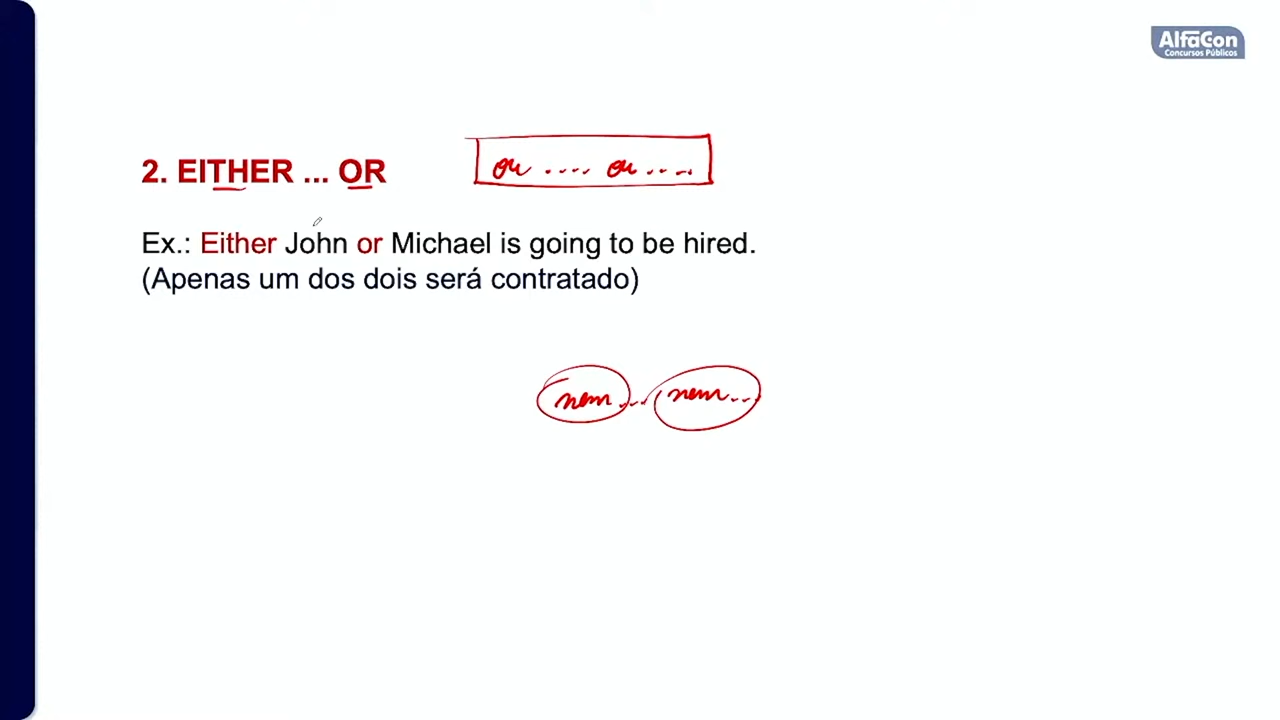 AlfaCon
Concursos Públicos
2. EITHER ... OR
ou .... ou ....
Ex.: Either John or Michael is going to be hired.
(Apenas um dos dois será contratado)
nem ... nem ...